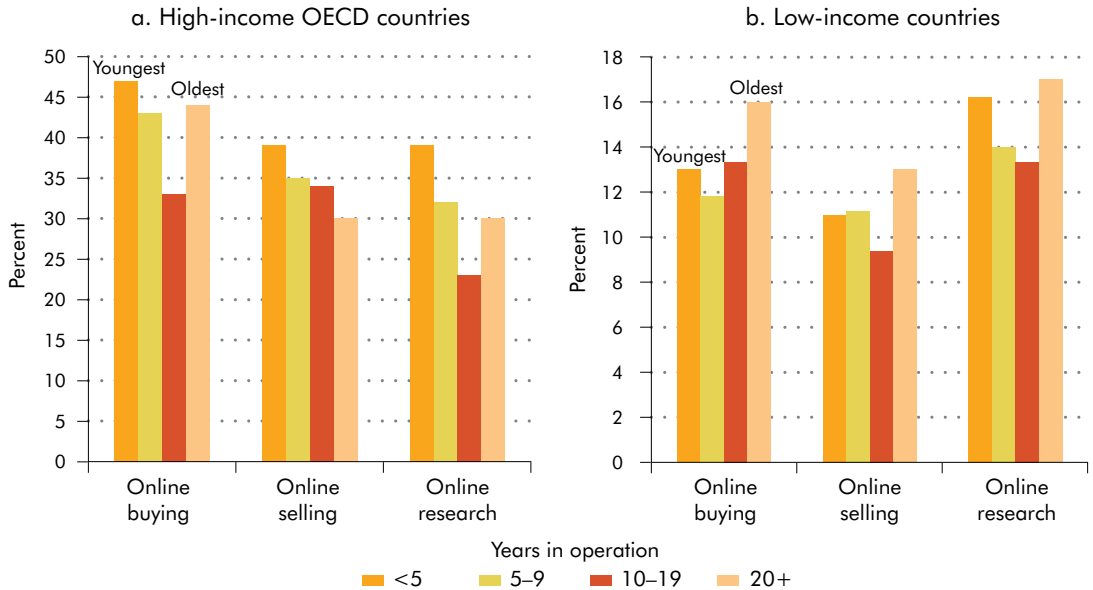 a. High-income OECD countries
50
45
40
35
30
25
20
15
10
5
0
Percent
Youngest
Oldest
Online
buying
Online
selling
Online
research
b. Low-income countries
18
16
14
12
10
8
6
4
2
0
Percent
Youngest
Oldest
Online
buying
Online
selling
Online
research
Years in operation
<5
5–9
10–19
20+